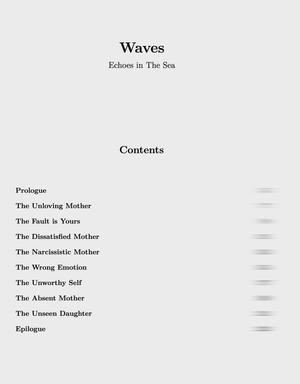 Waves
Echoes in The Sea
Contents
Prologue
The Unloving Mother
The Fault is Yours
The Dissatisfied Mother
The Narcissistic Mother
The Wrong Emotion
The Unworthy Self
The Absent Mother
The Unseen Daughter
Epilogue